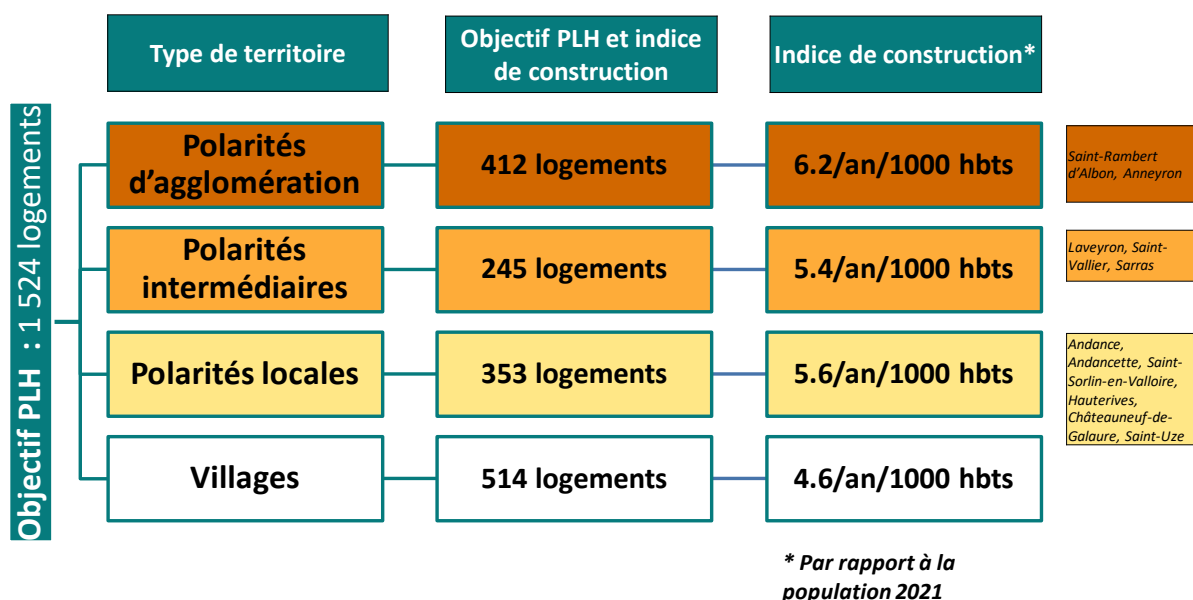 Type de territoire
Objectif PLH et indice
de construction
Indice de construction*
Objectif PLH : 1 524 logements
Polarités
d'agglomération
412 logements
6.2/an/1000 hbts
Saint-Rambert
d'Albon, Anneyron
Polarités
intermédiaires
245 logements
5.4/an/1000 hbts
Laveyron, Saint-
Vallier, Sarras
Polarités locales
353 logements
5.6/an/1000 hbts
Andance,
Andancette, Saint-
Sorlin-en-Valloire,
Hauterives,
Châteauneuf-de-
Galaure, Saint-Uze
Villages
514 logements
4.6/an/1000 hbts
* Par rapport à la
population 2021